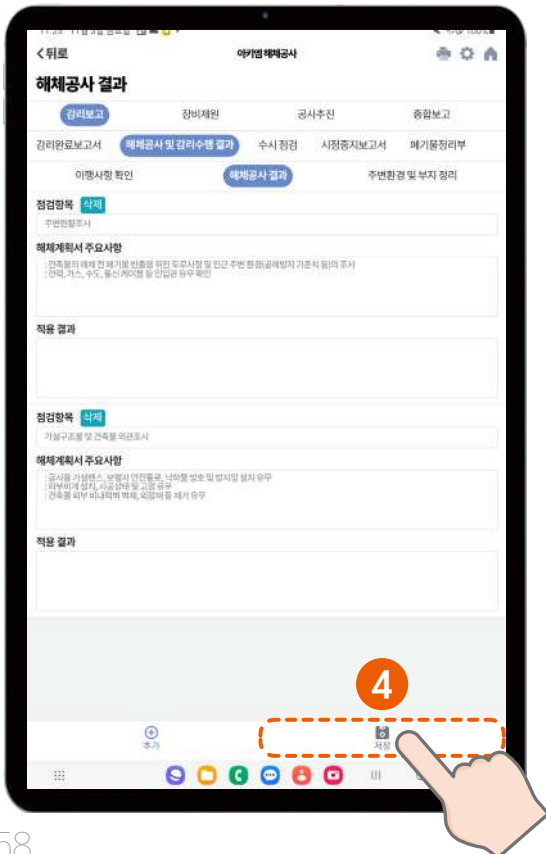 뒤로
아키엠 해체공사
해체공사 결과
감리보고 장비제원 공사추진 종합보고
감리완료보고서 해체공사 및 감리수행 결과 수시 점검 시정중지보고서 폐기물정리부
이행사항 확인 해체공사 결과 주변환경 및 부지 정리
점검항목 삭제
주변현황조사
해체계획서 주요사항
: 건축물의 해체 전 폐기물 반출을 위한 도로사정 및 인근 주변 환경(공해방지 기준치 등)의 조사
: 전력, 가스, 수도, 통신 케이블 등 인입관 유무 확인
적용 결과
점검항목 삭제
가설구조물 및 건축물 외관조사
해체계획서 주요사항
: 공사용 가설펜스, 보행자 안전통로, 낙하물 방호 및 방지망 설치 유무
: 외부비계 설치, 시공상태 및 고정 유무
: 건축물 외부 비내력벽 벽체, 외장재 등 제거 유무
적용 결과
4
추가
저장
58